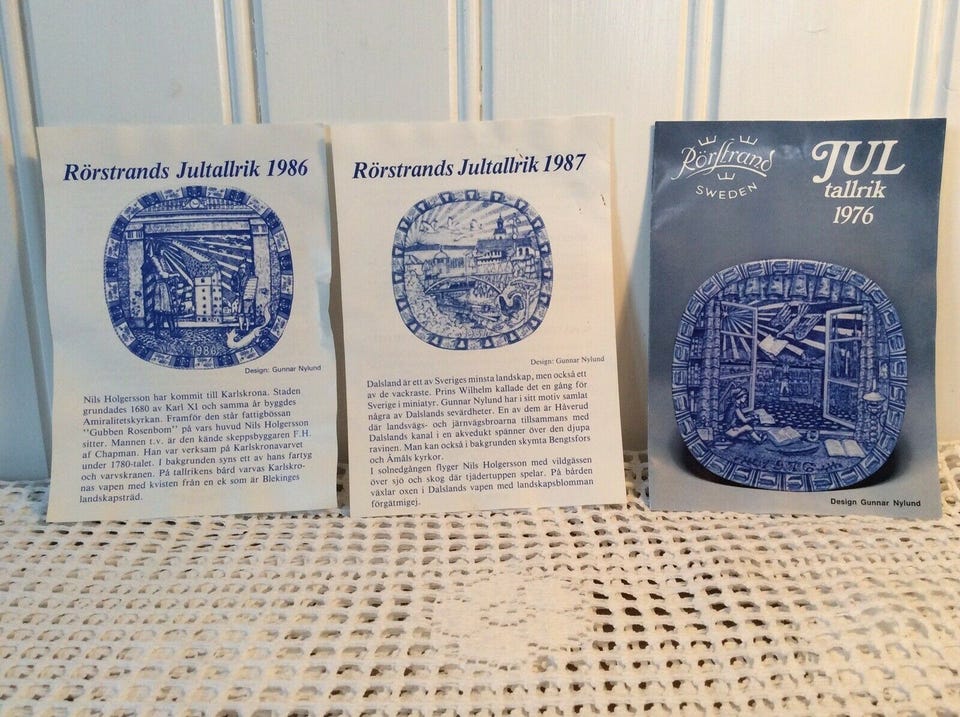 Rörstrands Jultallrik 1986
1986
Design: Gunnar Nylund
Nils Holgersson har kommit till Karlskrona. Staden
grundades 1680 av Karl XI och samma år byggdes
Amiralitetskyrkan. Framför den står fattigbössan
"Gubben Rosenbom" på vars huvud Nils Holgersson
sitter. Mannen t.v. är den kände skeppsbyggaren F.H.
af Chapman. Han var verksam på Karlskronavarvet
under 1780-talet. I bakgrunden syns ett av hans fartyg
och varvskranen. På tallrikens bård varvas Karlskro-
nas vapen med kvisten från en ek som är Blekinges
landskapsträd.
Rörstrands Jultallrik 1987
Design: Gunnar Nylund
Dalsland är ett av Sveriges minsta landskap, men också ett
av de vackraste. Prins Wilhelm kallade det en gång för
Sverige i miniatyr. Gunnar Nylund har i sitt motiv samlat
några av Dalslands sevärdheter. En av dem är Håverud
där landsvägs- och järnvägsbroarna tillsammans med
Dalslands kanal i en akvedukt spänner över den djupa
ravinen. Man kan också i bakgrunden skymta Bengtsfors
och Åmåls kyrkor.
I solnedgången flyger Nils Holgersson med vildgässen
över sjö och skog där tjädertuppen spelar. På bården
växlar oxen i Dalslands vapen med landskapsblomman
förgätmigej.
Rörstrand
SWEDEN
JUL
tallrik
1976
1976
Design Gunnar Nylund